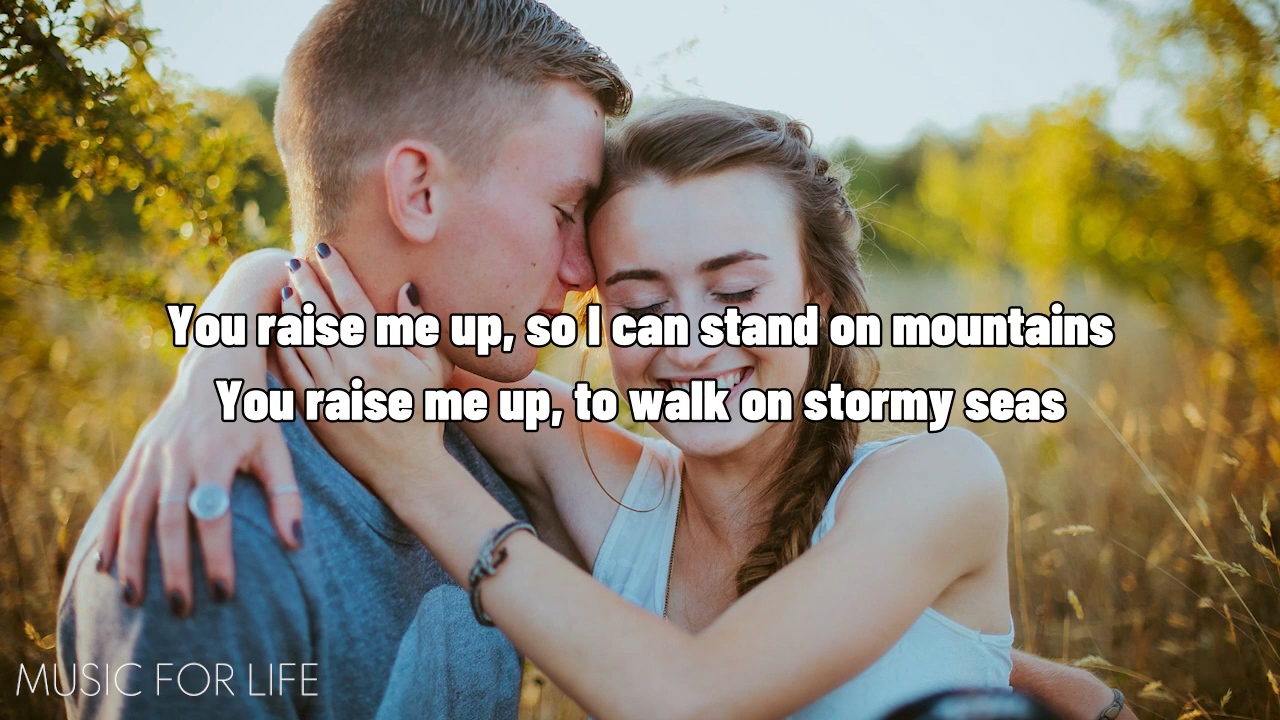 You raise me up, so I can stand on mountains
You raise me up, to walk on stormy seas
MUSIC FOR LIFE